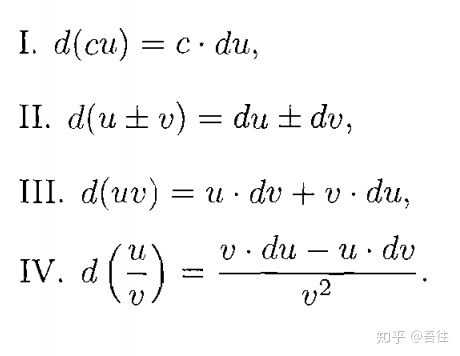 I. d(cu) = c · du,
II. d(u ± v) = du ± dv,
III. d(uv) = u · dv + v · du,
IV. d(u/v) = (v · du − u · dv)/v².
知乎 @吾往